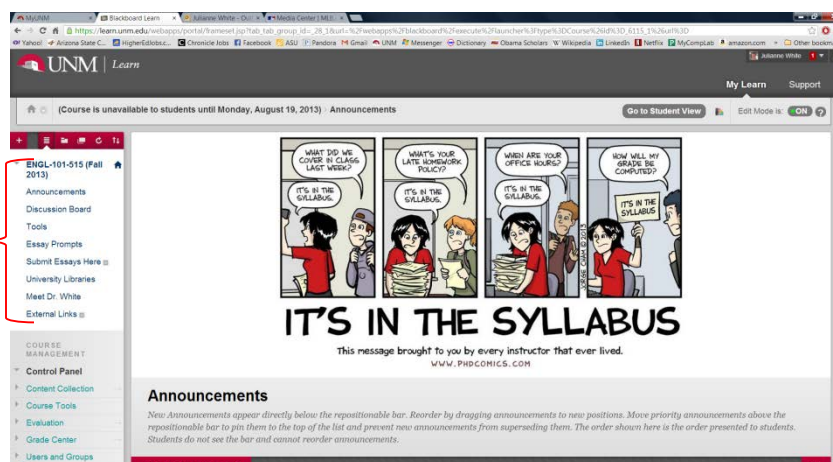 MyUNM
Blackboard Learn
Julianne White - Out
Media Center | MLE
https://learn.unm.edu/webapps/portal/frameset.jsp?tab_tab_group_id=_28_1&url=%2Fwebapps%2Fblackboard%2Fexecute%2Flauncher%3Ftype%3DCourse%26id%3D_6115_1%26url%3D
Yahoo! Arizona State C... HigherEdJobs.c... Chronicle Jobs Facebook ASU Pandora Gmail UNM Messenger Dictionary Obama Scholars Wikipedia LinkedIn Netflix MyCompLab amazon.com Other bookm
UNM Learn
Julianne White
My Learn Support
(Course is unavailable to students until Monday, August 19, 2013) Announcements Go to Student View Edit Mode is: ON
ENGL-101-515 (Fall
2013)
Announcements
Discussion Board
Tools
Essay Prompts
Submit Essays Here
University Libraries
Meet Dr. White
External Links
COURSE
MANAGEMENT
Control Panel
Content Collection
Course Tools
Evaluation
Grade Center
Users and Groups
WHAT DID WE
COVER IN CLASS
LAST WEEK?
IT'S IN THE
SYLLABUS.
WHAT'S YOUR
LATE HOMEWORK
POLICY?
IT'S IN THE
SYLLABUS.
WHEN ARE YOUR
OFFICE HOURS?
IT'S IN THE
SYLLABUS.
HOW WILL MY
GRADE BE
COMPUTED?
IT'S IN THE
SYLLABUS
JORGE CHAM © 2013
IT'S IN THE SYLLABUS
This message brought to you by every instructor that ever lived.
WWW.PHDCOMICS.COM
Announcements
New Announcements appear directly below the repositionable bar. Reorder by dragging announcements to new positions. Move priority announcements above the
repositionable bar to pin them to the top of the list and prevent new announcements from superseding them. The order shown here is the order presented to students.
Students do not see the bar and cannot reorder announcements.